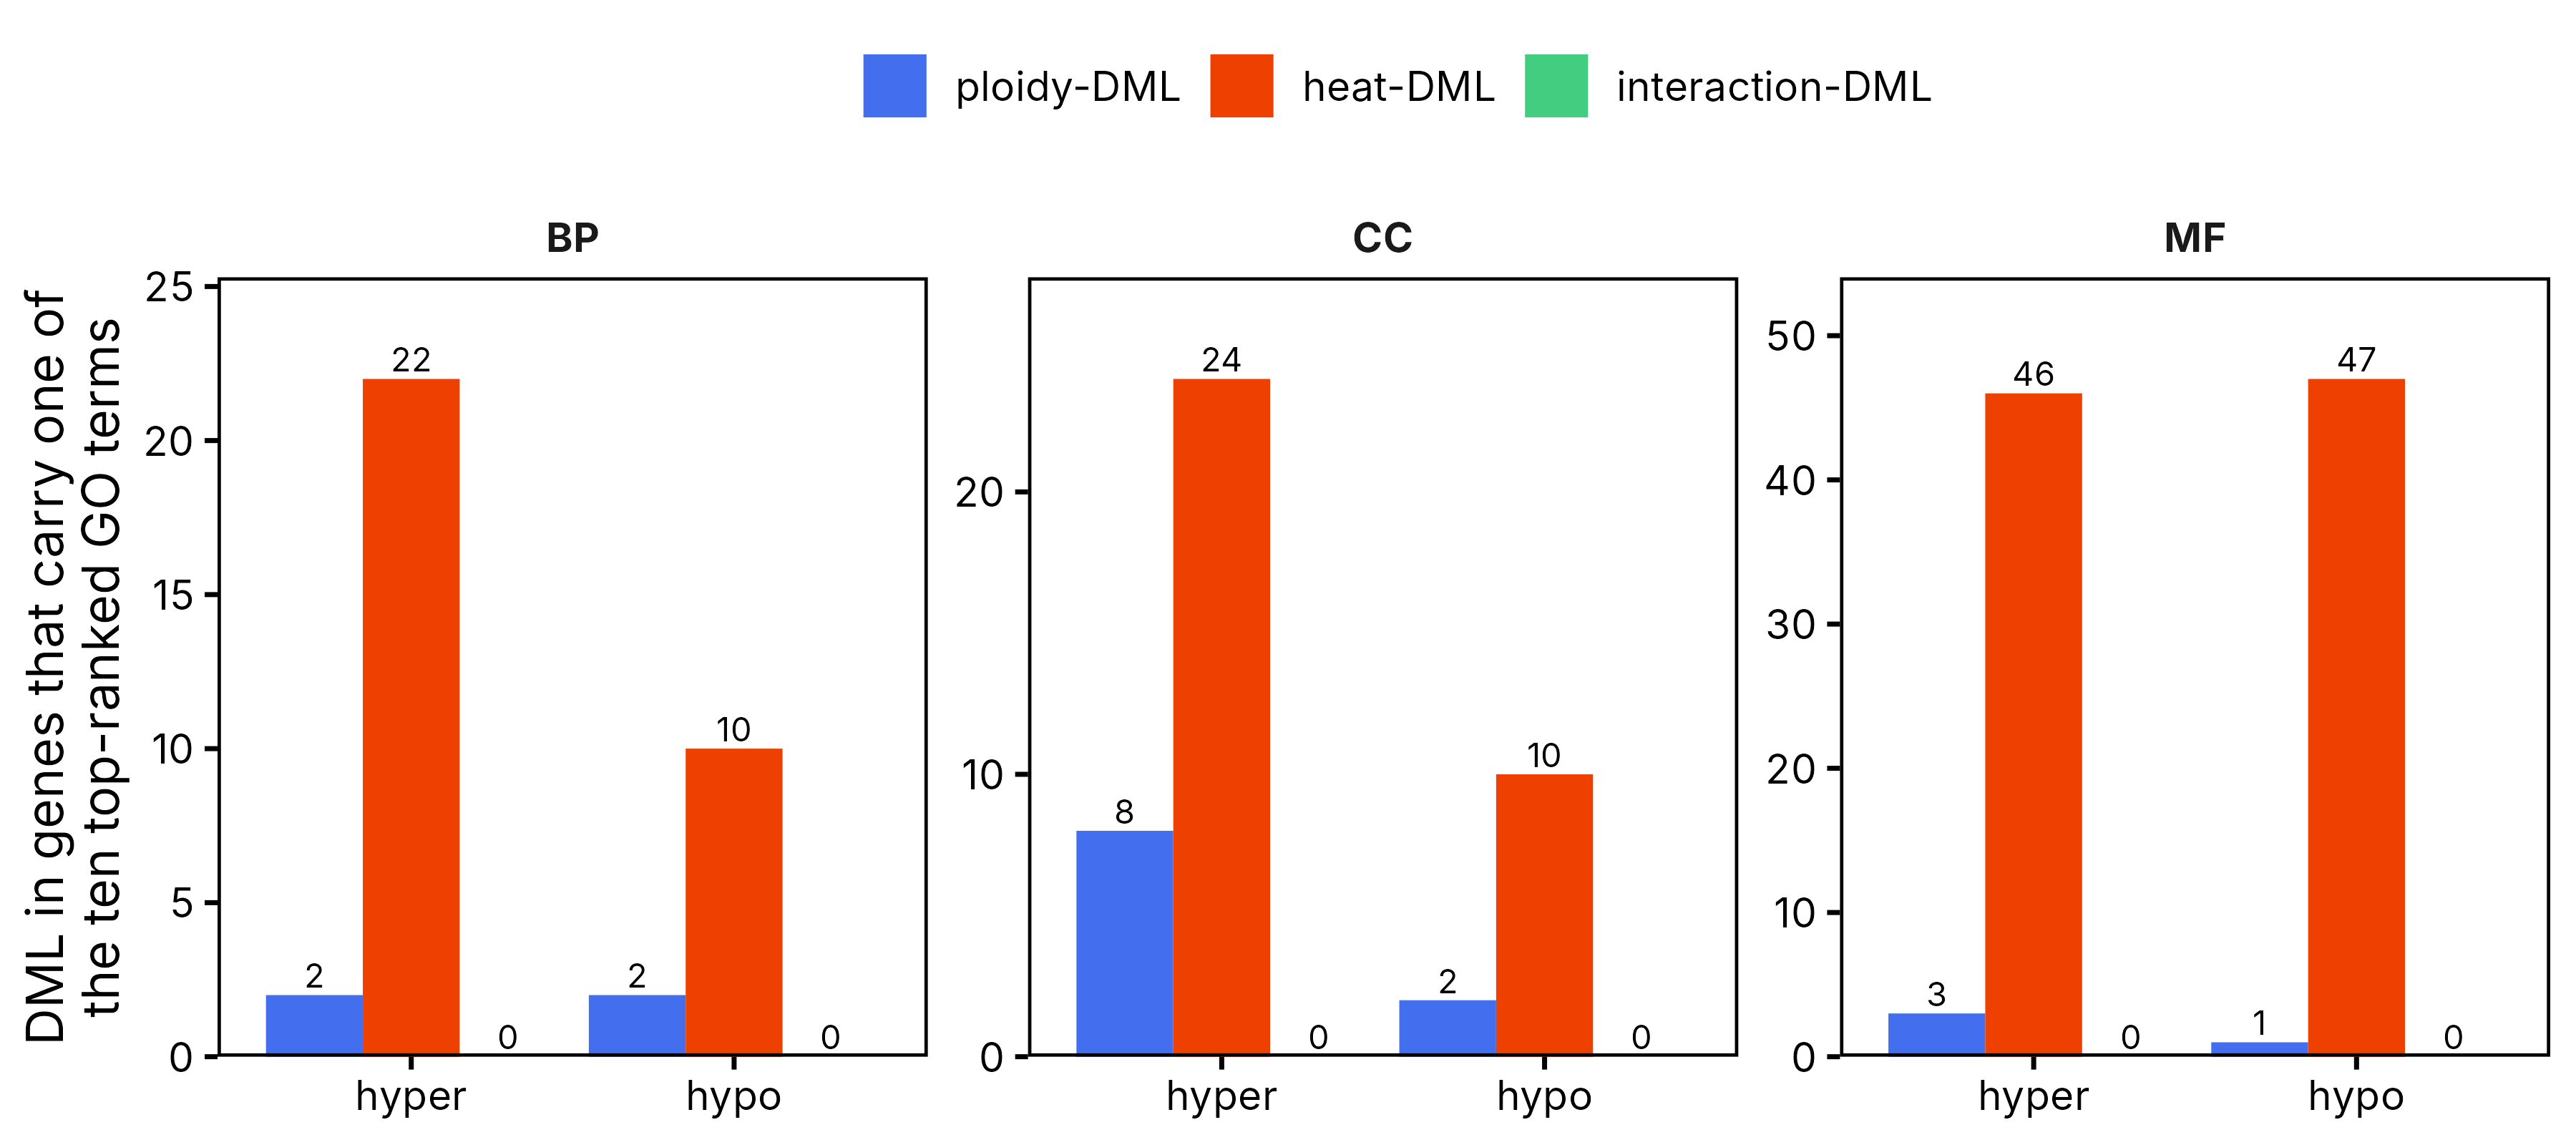 ploidy-DML heat-DML interaction-DML
BP
CC
MF
DML in genes that carry one of
the ten top-ranked GO terms
25
20
15
10
5
0
2
22
0
2
10
0
hyper
hypo
20
10
0
8
24
0
2
10
0
hyper
hypo
50
40
30
20
10
0
3
46
0
1
47
0
hyper
hypo